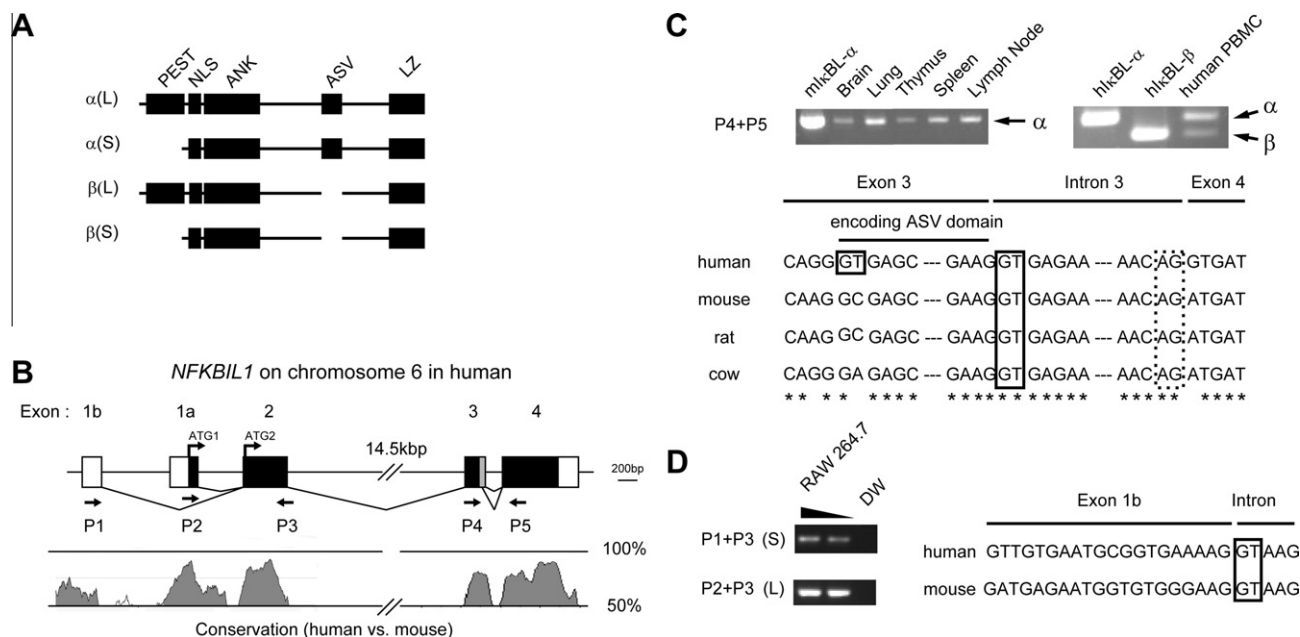 A
PEST NLS ANK ASV LZ
α(L)
α(S)
β(L)
β(S)
B
NFKBIL1 on chromosome 6 in human
Exon : 1b 1a 2 3 4
ATG1 ATG2
14.5kbp
200bp
P1 P2 P3 P4 P5
100%
50%
Conservation (human vs. mouse)
C
mIκBL-α Brain Lung Thymus Spleen Lymph Node
hIκBL-α hIκBL-β human PBMC
P4+P5
α
α
β
Exon 3 Intron 3 Exon 4
encoding ASV domain
human CAGG GT GAGC --- GAAG GT GAGAA --- AAC AG GTGAT
mouse CAAG GC GAGC --- GAAG GT GAGAA --- AAC AG ATGAT
rat CAAG GC GAGC --- GAAG GT GAGAA --- AAC AG ATGAT
cow CAGG GA GAGC --- GAAG GT GAGAA --- AAC AG ATGAT
** ** *** ********** ***** ****
D
RAW 264.7
DW
P1+P3 (S)
P2+P3 (L)
Exon 1b Intron
human GTTGTGAATGCGGTGAAAAG GT AAG
mouse GATGAGAATGGTGTGGGAAG GT AAG